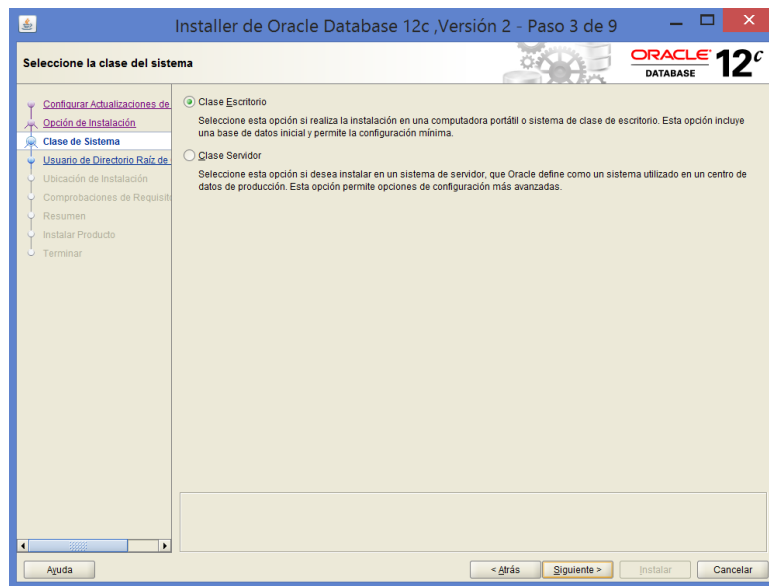 Installer de Oracle Database 12c ,Versión 2 - Paso 3 de 9
Seleccione la clase del sistema
ORACLE
DATABASE
12c
Configurar Actualizaciones de
Opción de Instalación
Clase de Sistema
Usuario de Directorio Raíz de
Ubicación de Instalación
Comprobaciones de Requisit
Resumen
Instalar Producto
Terminar
Clase Escritorio
Seleccione esta opción si realiza la instalación en una computadora portátil o sistema de clase de escritorio. Esta opción incluye
una base de datos inicial y permite la configuración mínima.
Clase Servidor
Seleccione esta opción si desea instalar en un sistema de servidor, que Oracle define como un sistema utilizado en un centro de
datos de producción. Esta opción permite opciones de configuración más avanzadas.
Ayuda
< Atrás
Siguiente >
Instalar
Cancelar